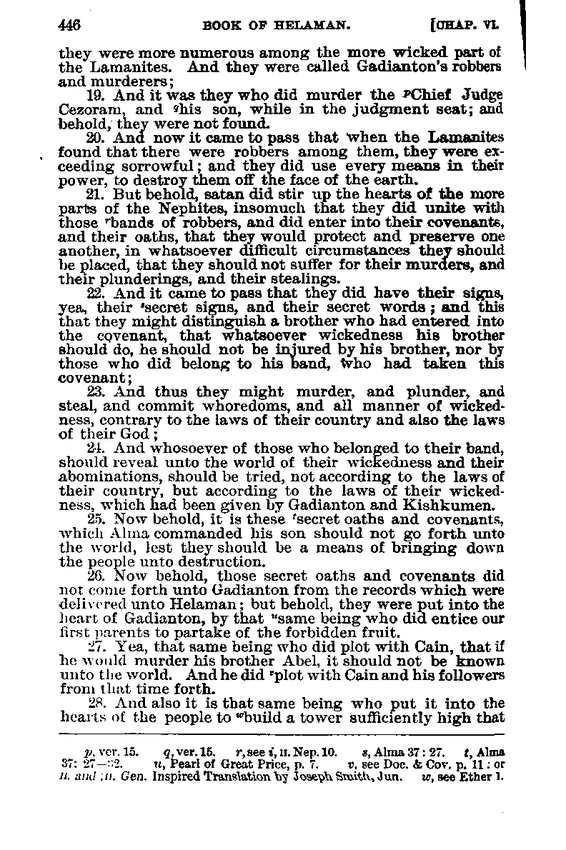 446 BOOK OF HELAMAN. [CHAP. VI.
they were more numerous among the more wicked part of
the Lamanites. And they were called Gadianton's robbers
and murderers;
19. And it was they who did murder the ᵖChief Judge
Cezoram, and ᑫhis son, while in the judgment seat; and
behold, they were not found.
20. And now it came to pass that when the Lamanites
found that there were robbers among them, they were ex-
ceeding sorrowful; and they did use every means in their
power, to destroy them off the face of the earth.
21. But behold, satan did stir up the hearts of the more
parts of the Nephites, insomuch that they did unite with
those ʳbands of robbers, and did enter into their covenants,
and their oaths, that they would protect and preserve one
another, in whatsoever difficult circumstances they should
be placed, that they should not suffer for their murders, and
their plunderings, and their stealings.
22. And it came to pass that they did have their signs,
yea, their ˢsecret signs, and their secret words; and this
that they might distinguish a brother who had entered into
the covenant, that whatsoever wickedness his brother
should do, he should not be injured by his brother, nor by
those who did belong to his band, who had taken this
covenant;
23. And thus they might murder, and plunder, and
steal, and commit whoredoms, and all manner of wicked-
ness, contrary to the laws of their country and also the laws
of their God;
24. And whosoever of those who belonged to their band,
should reveal unto the world of their wickedness and their
abominations, should be tried, not according to the laws of
their country, but according to the laws of their wicked-
ness, which had been given by Gadianton and Kishkumen.
25. Now behold, it is these ᵗsecret oaths and covenants,
which Alma commanded his son should not go forth unto
the world, lest they should be a means of bringing down
the people unto destruction.
26. Now behold, those secret oaths and covenants did
not come forth unto Gadianton from the records which were
delivered unto Helaman; but behold, they were put into the
heart of Gadianton, by that ᵘsame being who did entice our
first parents to partake of the forbidden fruit.
27. Yea, that same being who did plot with Cain, that if
he would murder his brother Abel, it should not be known
unto the world. And he did ᵛplot with Cain and his followers
from that time forth.
28. And also it is that same being who put it into the
hearts of the people to ʷbuild a tower sufficiently high that
p, ver. 15. q, ver. 15. r, see i, II. Nep. 10. s, Alma 37: 27. t, Alma
37: 27—32. u, Pearl of Great Price, p. 7. v, see Doc. & Cov. p. 11: or
Gen. Inspired Translation by Joseph Smith, Jun. w, see Ether 1.